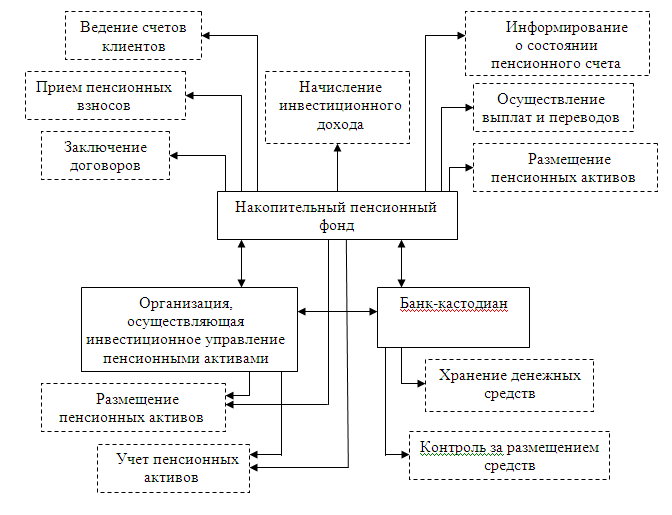 Ведение счетов
клиентов
Информирование
о состоянии
пенсионного счета
Прием пенсионных
взносов
Начисление
инвестиционного
дохода
Осуществление
выплат и переводов
Заключение
договоров
Размещение
пенсионных активов
Накопительный пенсионный
фонд
Организация,
осуществляющая
инвестиционное управление
пенсионными активами
Банк-кастодиан
Хранение денежных
средств
Размещение
пенсионных активов
Учет пенсионных
активов
Контроль за размещением
средств